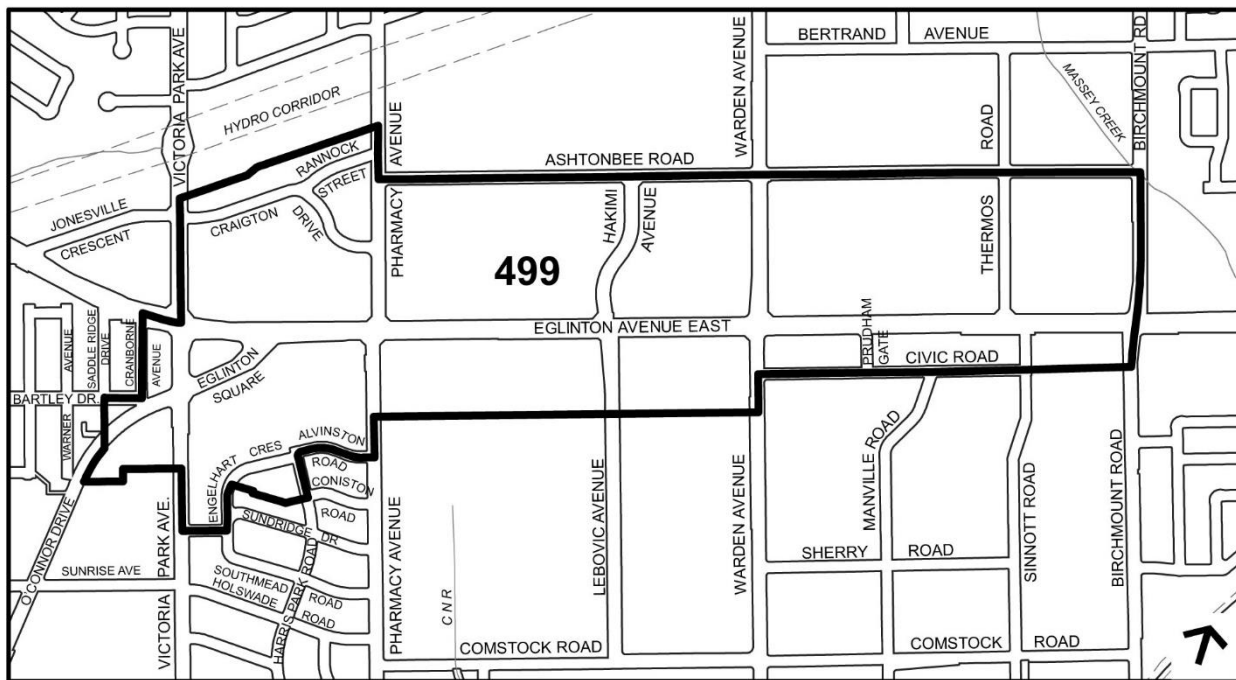 BERTRAND AVENUE
VICTORIA PARK AVE
HYDRO CORRIDOR
WARDEN AVENUE
ROAD
MASSEY CREEK
BIRCHMOUNT RD
AVENUE
RANNOCK
STREET
ASHTONBEE ROAD
JONESVILLE
CRESCENT
CRAIGTON
DRIVE
PHARMACY
499
HAKIMI
AVENUE
THERMOS
EGLINTON AVENUE EAST
AVENUE
SADDLE RIDGE
DRIVE
CRANBORNE
AVENUE
EGLINTON
SQUARE
PRUDHAM
GATE
CIVIC ROAD
BARTLEY DR.
WARNER
ENGELHART CRES
ALVINSTON
ROAD
CONISTON
ROAD
SUNDRIDGE DR
MANVILLE ROAD
O'CONNOR DRIVE
PARK AVE.
SUNRISE AVE
VICTORIA
SOUTHMEAD
ROAD
HOLSWADE
ROAD
HARRIS PARK ROAD
PHARMACY AVENUE
CNR
LEBOVIC AVENUE
WARDEN AVENUE
SHERRY ROAD
SINNOTT ROAD
BIRCHMOUNT ROAD
COMSTOCK ROAD
COMSTOCK ROAD